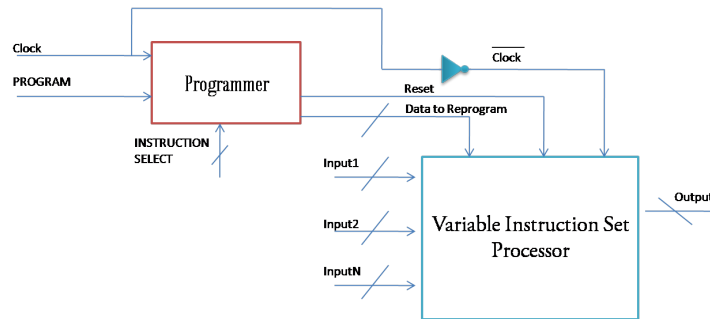 Clock
PROGRAM
Programmer
INSTRUCTION
SELECT
Clock
Reset
Data to Reprogram
Input1
Input2
InputN
Variable Instruction Set
Processor
Output